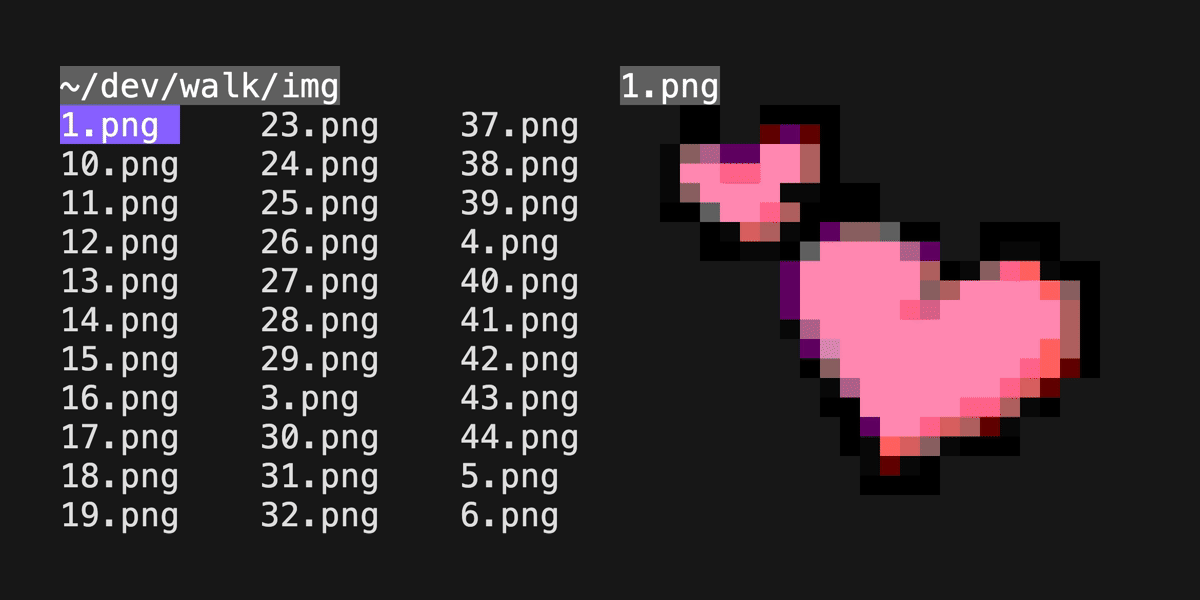 ~/dev/walk/img 1.png
1.png 23.png 37.png
10.png 24.png 38.png
11.png 25.png 39.png
12.png 26.png 4.png
13.png 27.png 40.png
14.png 28.png 41.png
15.png 29.png 42.png
16.png 3.png 43.png
17.png 30.png 44.png
18.png 31.png 5.png
19.png 32.png 6.png